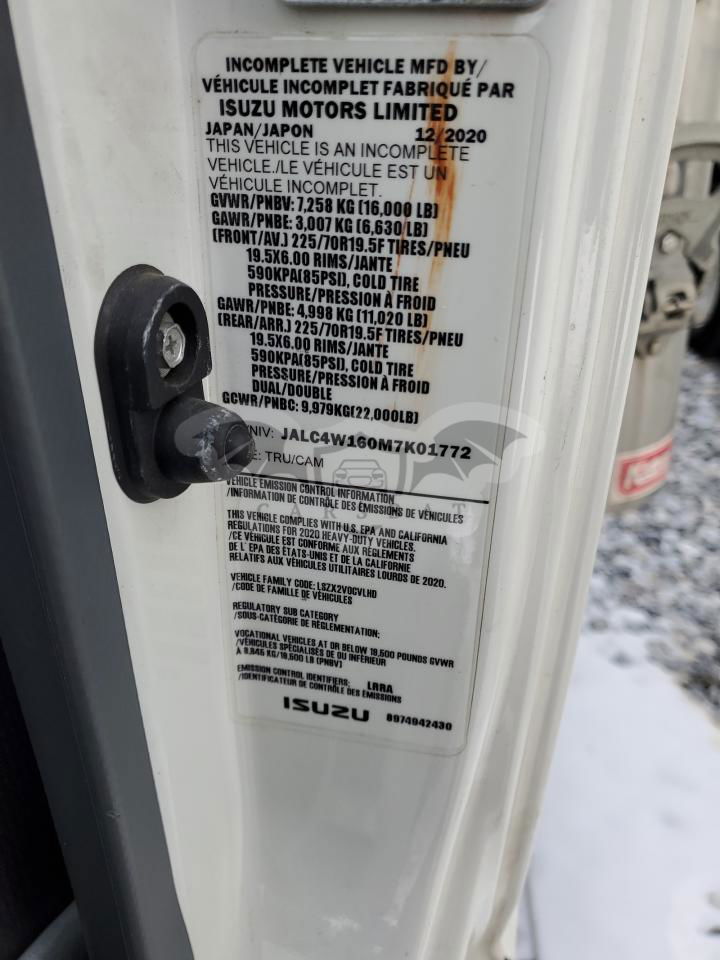 INCOMPLETE VEHICLE MFD BY/
VÉHICULE INCOMPLET FABRIQUÉ PAR
ISUZU MOTORS LIMITED
JAPAN/JAPON 12/2020
THIS VEHICLE IS AN INCOMPLETE
VEHICLE./LE VÉHICULE EST UN
VÉHICULE INCOMPLET.
GVWR/PNBV: 7,258 KG (16,000 LB)
GAWR/PNBE: 3,007 KG (6,630 LB)
(FRONT/AV.) 225/70R19.5F TIRES/PNEU
19.5X6.00 RIMS/JANTE
590KPA(85PSI), COLD TIRE
PRESSURE/PRESSION À FROID
GAWR/PNBE: 4,998 KG (11,020 LB)
(REAR/ARR.) 225/70R19.5F TIRES/PNEU
19.5X6.00 RIMS/JANTE
590KPA(85PSI), COLD TIRE
PRESSURE/PRESSION À FROID
DUAL/DOUBLE
GCWR/PNBC: 9,979KG(22,000LB)
/NIV: JALC4W160M7K01772
E: TRU/CAM
VEHICLE EMISSION CONTROL INFORMATION
/INFORMATION DE CONTRÔLE DES ÉMISSIONS DE VÉHICULES
THIS VEHICLE COMPLIES WITH U.S. EPA AND CALIFORNIA
REGULATIONS FOR 2020 HEAVY-DUTY VEHICLES.
/CE VÉHICULE EST CONFORME AUX RÈGLEMENTS
DE L' EPA DES ÉTATS-UNIS ET DE LA CALIFORNIE
RELATIFS AUX VÉHICULES UTILITAIRES LOURDS DE 2020.
VEHICLE FAMILY CODE: LSZX2VOCVLHD
/CODE DE FAMILLE DE VÉHICULES
REGULATORY SUB CATEGORY
/SOUS-CATÉGORIE DE RÈGLEMENTATION:
VOCATIONAL VEHICLES AT OR BELOW 19,500 POUNDS GVWR
/VÉHICULES SPÉCIALISÉS DE OU INFÉRIEUR
À 8,845 KG/19,500 LB (PNBV)
EMISSION CONTROL IDENTIFIERS: LRRA
/IDENTIFICATEUR DE CONTRÔLE DES ÉMISSIONS
ISUZU 8974942430